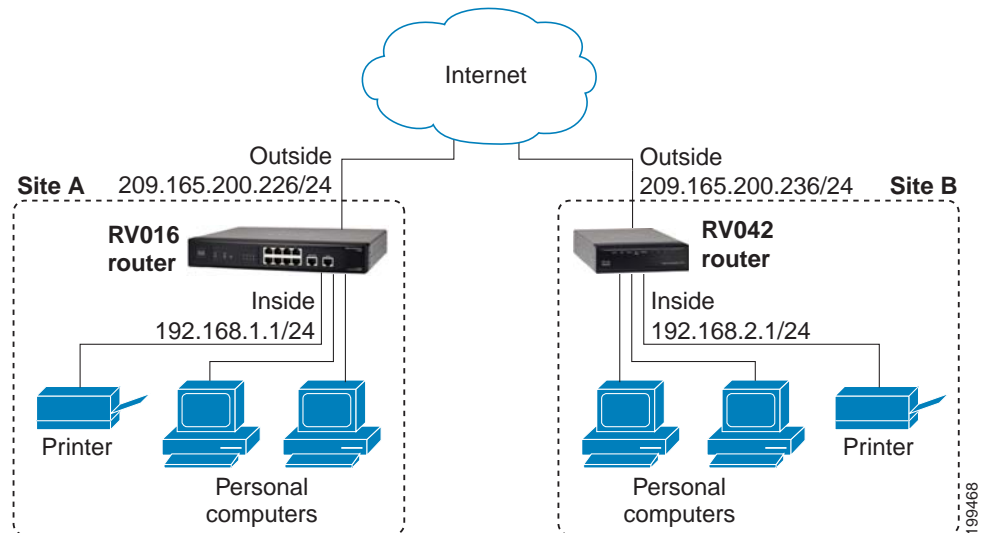 Internet
Outside
209.165.200.226/24
Site A
RV016
router
Inside
192.168.1.1/24
Printer
Personal
computers
Outside
209.165.200.236/24
Site B
RV042
router
Inside
192.168.2.1/24
Personal
computers
Printer
199468